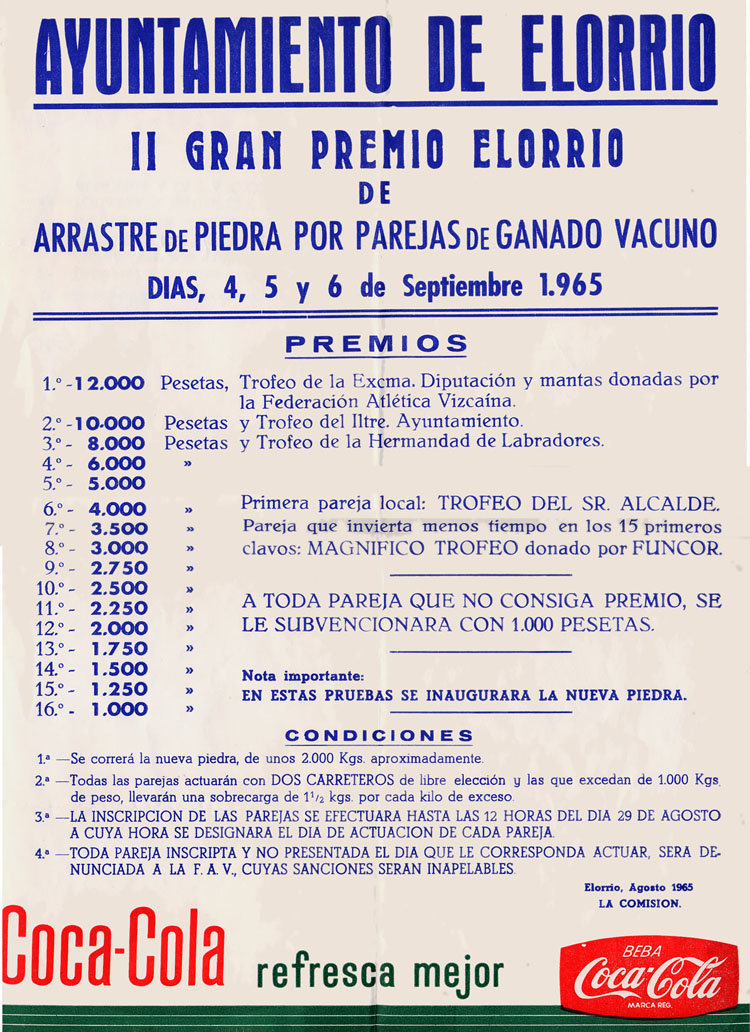 AYUNTAMIENTO DE ELORRIO
II GRAN PREMIO ELORRIO
DE
ARRASTRE DE PIEDRA POR PAREJAS DE GANADO VACUNO
DIAS, 4, 5 y 6 de Septiembre 1.965
PREMIOS
1.º - 12.000 Pesetas, Trofeo de la Excma. Diputación y mantas donadas por
la Federación Atlética Vizcaína.
2.º - 10.000 Pesetas y Trofeo del Iltre. Ayuntamiento.
3.º - 8.000 Pesetas y Trofeo de la Hermandad de Labradores.
4.º - 6.000 »
5.º - 5.000
6.º - 4.000 »
7.º - 3.500 »
8.º - 3.000 »
9.º - 2.750 »
10.º - 2.500 »
11.º - 2.250 »
12.º - 2.000 »
13.º - 1.750 »
14.º - 1.500 »
15.º - 1.250 »
16.º - 1.000 »
Primera pareja local: TROFEO DEL SR. ALCALDE.
Pareja que invierta menos tiempo en los 15 primeros
clavos: MAGNIFICO TROFEO donado por FUNCOR.
A TODA PAREJA QUE NO CONSIGA PREMIO, SE
LE SUBVENCIONARA CON 1.000 PESETAS.
Nota importante:
EN ESTAS PRUEBAS SE INAUGURARA LA NUEVA PIEDRA.
CONDICIONES
1.ª — Se correrá la nueva piedra, de unos 2.000 Kgs. aproximadamente.
2.ª — Todas las parejas actuarán con DOS CARRETEROS de libre elección y las que excedan de 1.000 Kgs.
de peso, llevarán una sobrecarga de 1 1/2 kgs. por cada kilo de exceso.
3.ª — LA INSCRIPCION DE LAS PAREJAS SE EFECTUARA HASTA LAS 12 HORAS DEL DIA 29 DE AGOSTO
A CUYA HORA SE DESIGNARA EL DIA DE ACTUACION DE CADA PAREJA.
4.ª — TODA PAREJA INSCRIPTA Y NO PRESENTADA EL DIA QUE LE CORRESPONDA ACTUAR, SERA DE-
NUNCIADA A LA F. A. V., CUYAS SANCIONES SERAN INAPELABLES.
Elorrio, Agosto 1965
LA COMISION.
Coca-Cola refresca mejor
BEBA
Coca-Cola
MARCA REG.